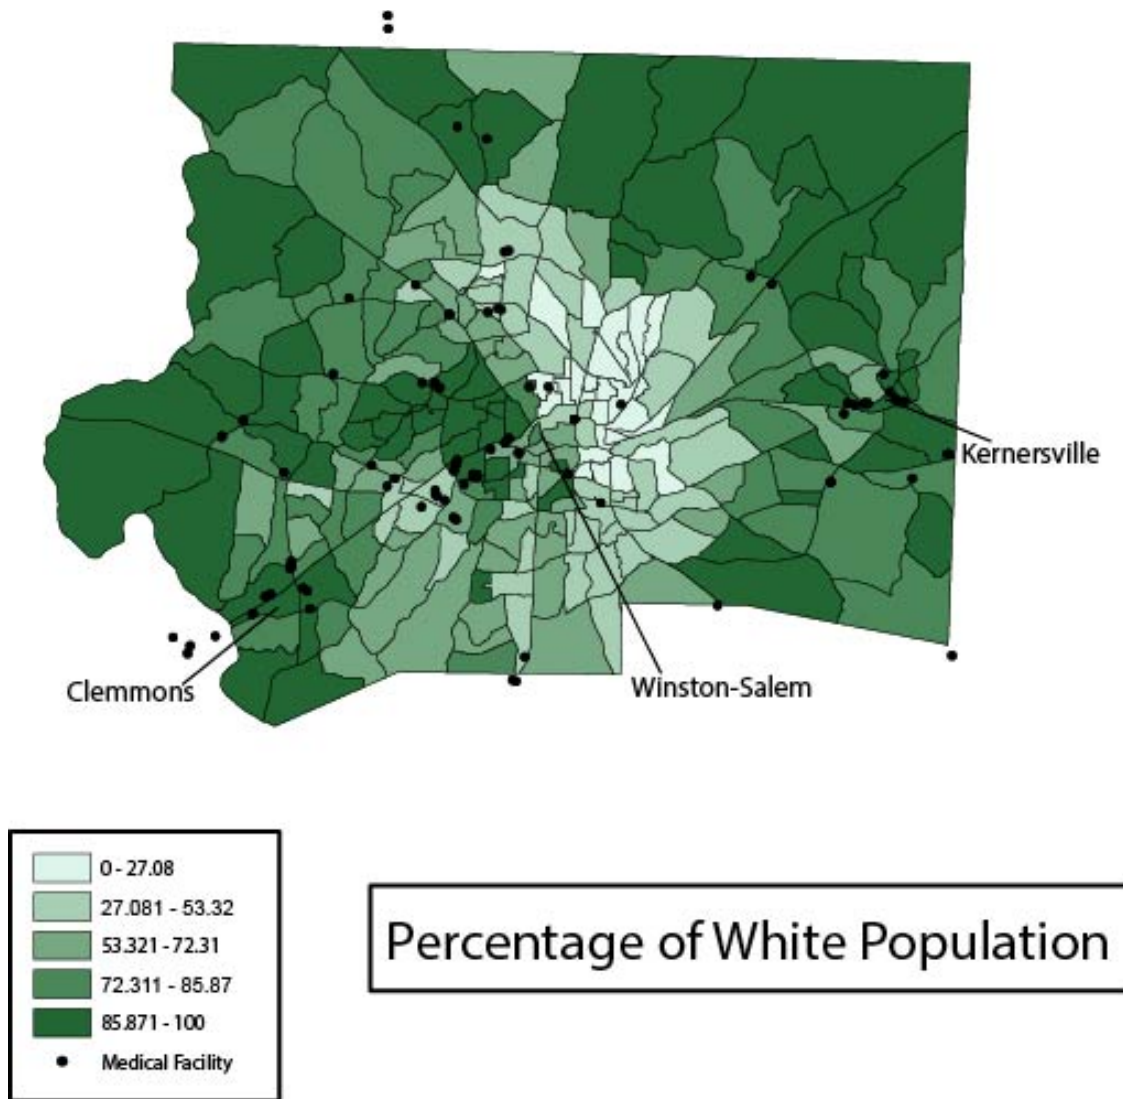 Kernersville
Clemmons
Winston-Salem
0 - 27.08
27.081 - 53.32
53.321 - 72.31
72.311 - 85.87
85.871 - 100
Medical Facility
Percentage of White Population